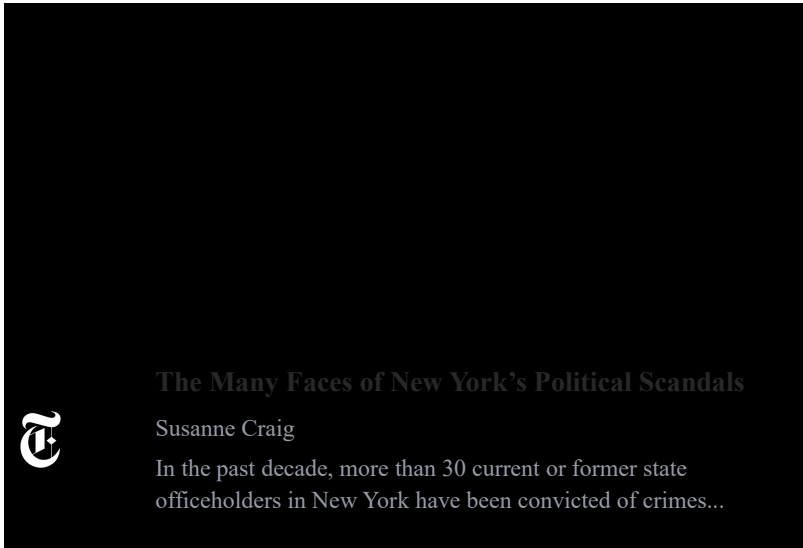 The Many Faces of New York’s Political Scandals
Susanne Craig
In the past decade, more than 30 current or former state
officeholders in New York have been convicted of crimes...
T